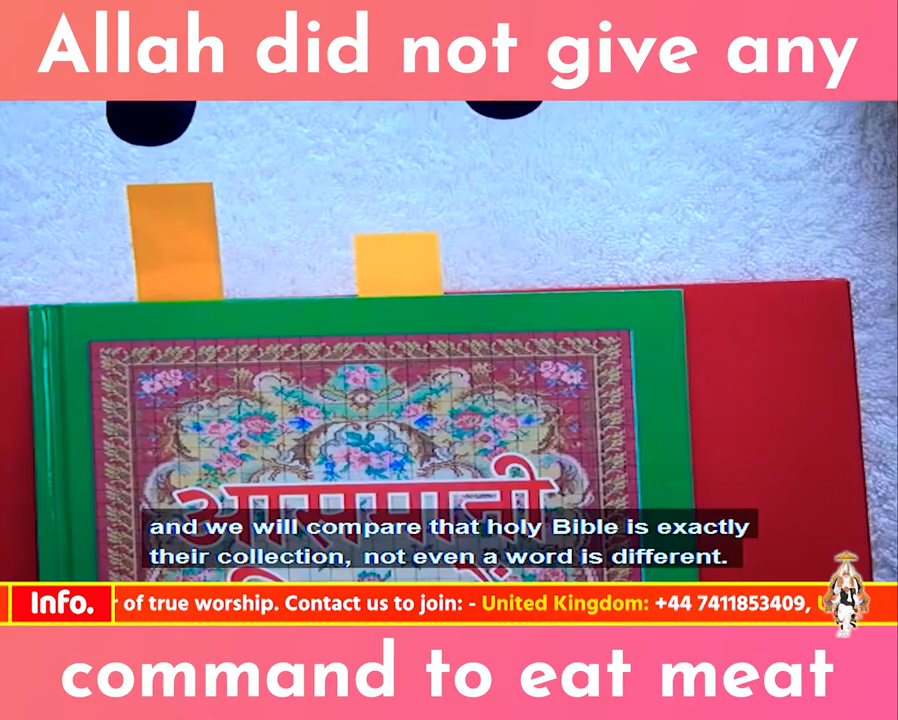 Allah did not give any
आसमानी
and we will compare that holy Bible is exactly
their collection, not even a word is different.
Info.
of true worship. Contact us to join: - United Kingdom: +44 7411853409,
command to eat meat